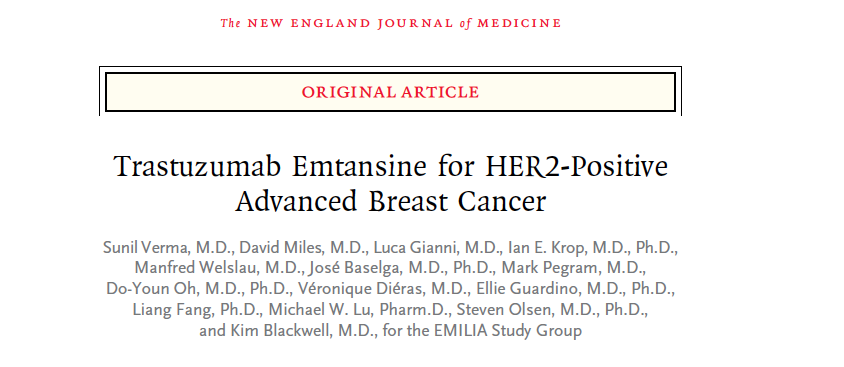 The NEW ENGLAND JOURNAL of MEDICINE
ORIGINAL ARTICLE
Trastuzumab Emtansine for HER2-Positive
Advanced Breast Cancer
Sunil Verma, M.D., David Miles, M.D., Luca Gianni, M.D., Ian E. Krop, M.D., Ph.D.,
Manfred Welslau, M.D., José Baselga, M.D., Ph.D., Mark Pegram, M.D.,
Do-Youn Oh, M.D., Ph.D., Véronique Diéras, M.D., Ellie Guardino, M.D., Ph.D.,
Liang Fang, Ph.D., Michael W. Lu, Pharm.D., Steven Olsen, M.D., Ph.D.,
and Kim Blackwell, M.D., for the EMILIA Study Group